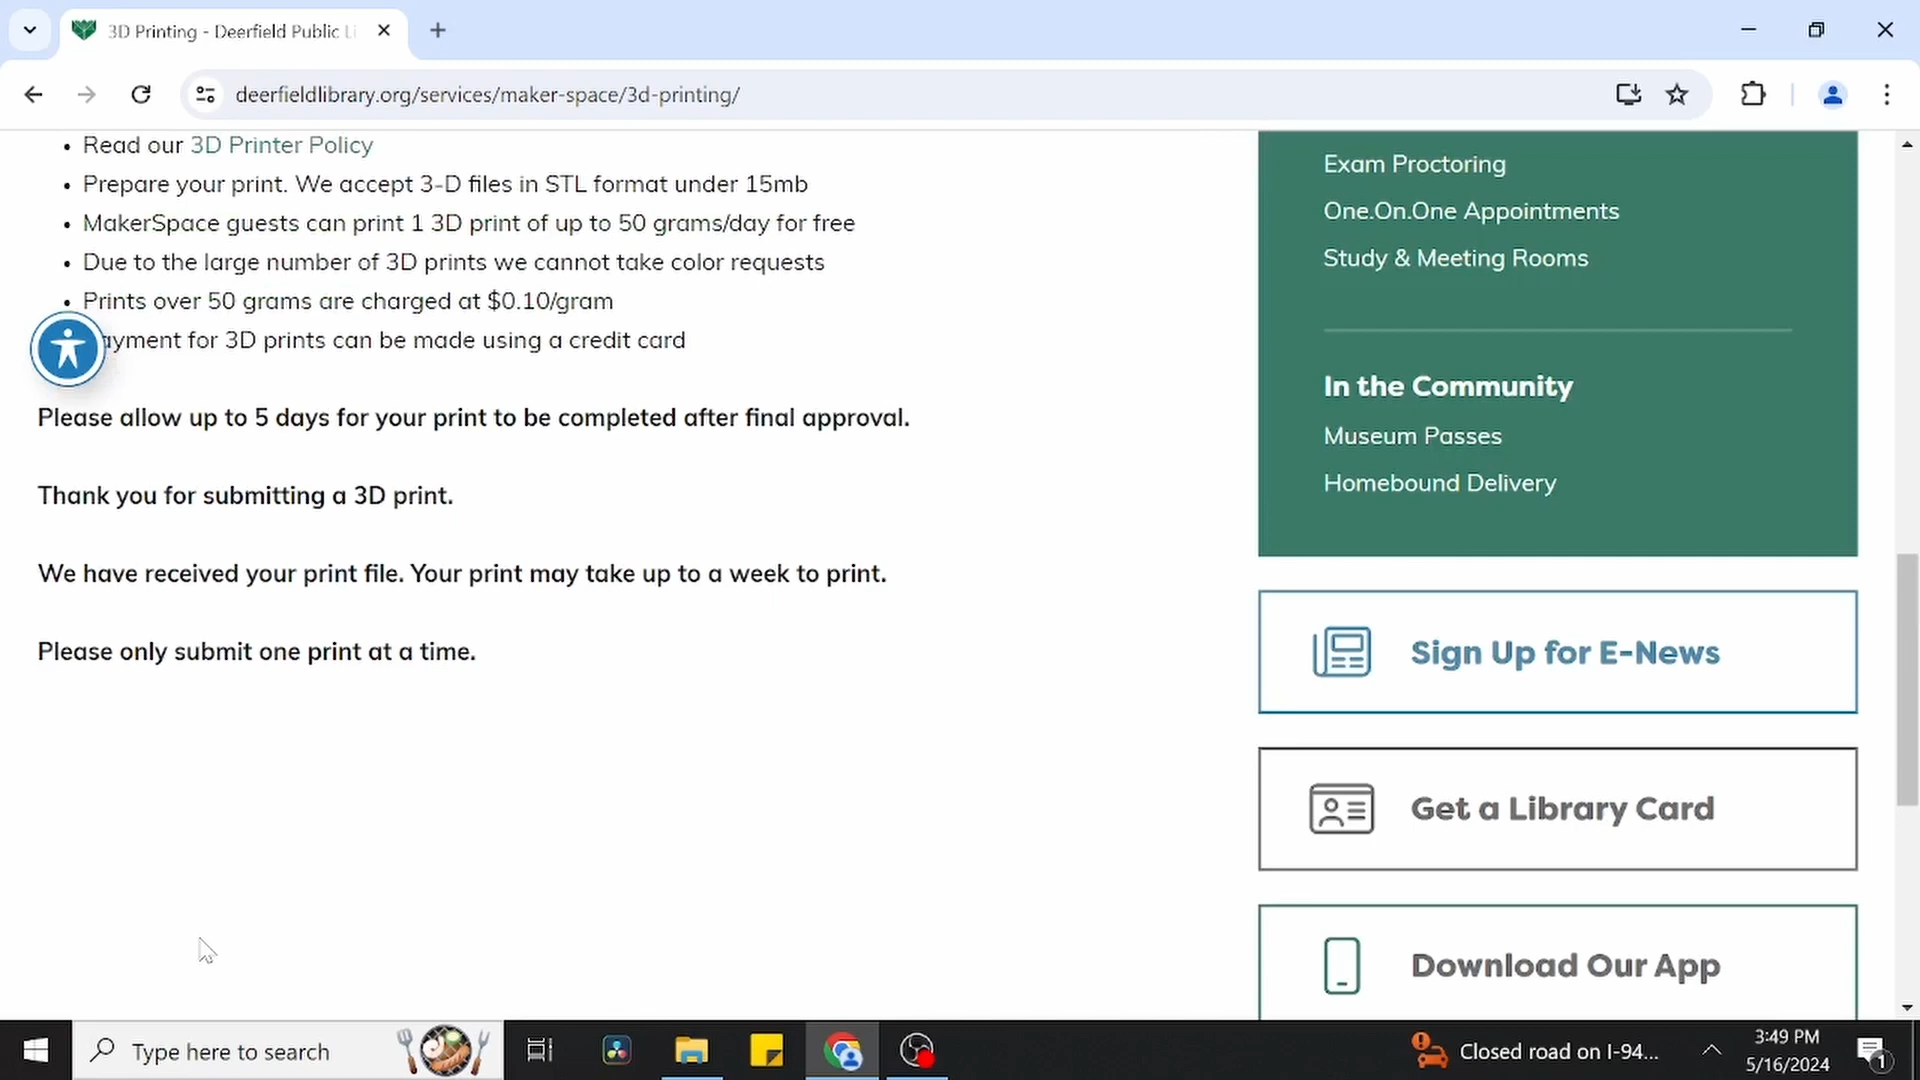 3D Printing - Deerfield Public Li
deerfieldlibrary.org/services/maker-space/3d-printing/
Read our 3D Printer Policy
Prepare your print. We accept 3-D files in STL format under 15mb
MakerSpace guests can print 1 3D print of up to 50 grams/day for free
Due to the large number of 3D prints we cannot take color requests
Prints over 50 grams are charged at $0.10/gram
ayment for 3D prints can be made using a credit card
Please allow up to 5 days for your print to be completed after final approval.
Thank you for submitting a 3D print.
We have received your print file. Your print may take up to a week to print.
Please only submit one print at a time.
Exam Proctoring
One.On.One Appointments
Study & Meeting Rooms
In the Community
Museum Passes
Homebound Delivery
Sign Up for E-News
Get a Library Card
Download Our App
Type here to search
Closed road on I-94...
3:49 PM
5/16/2024
1